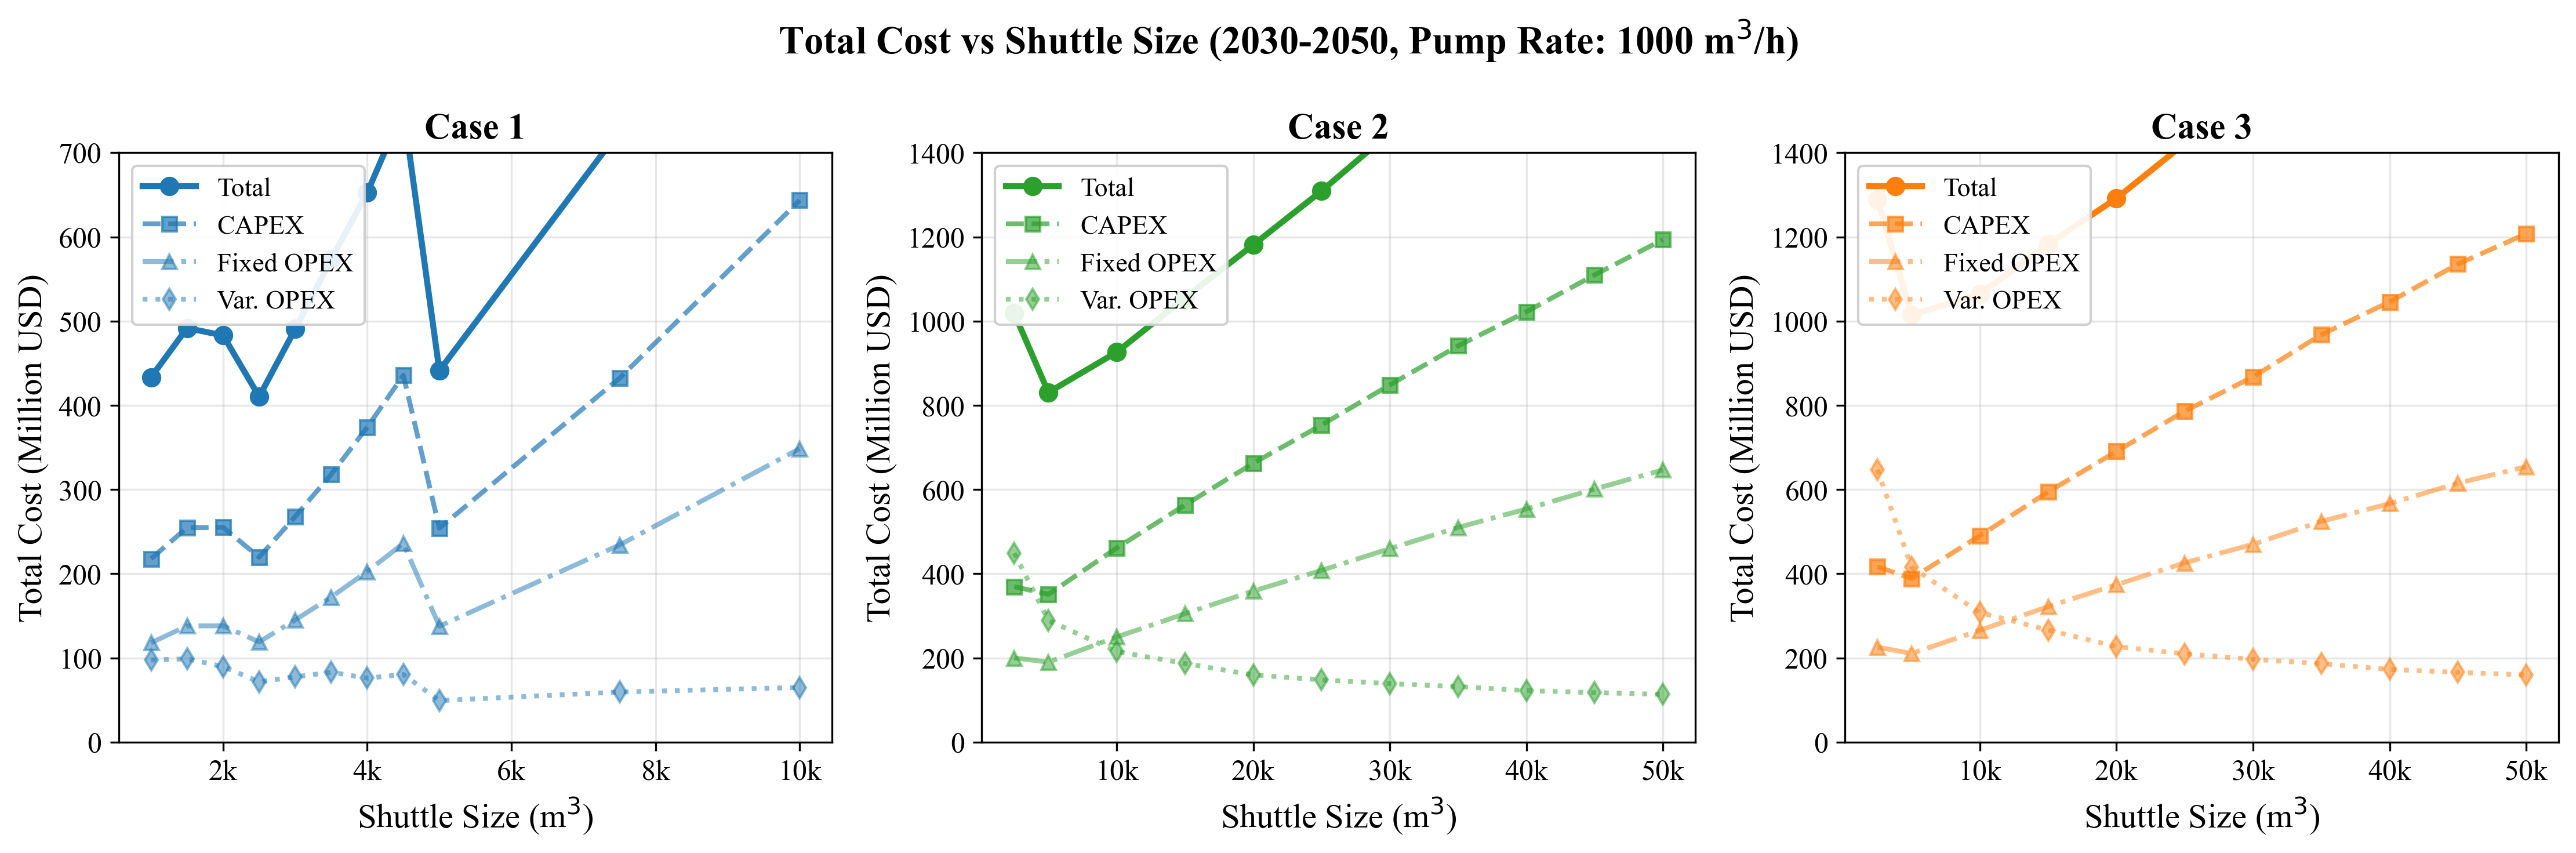 Total Cost vs Shuttle Size (2030-2050, Pump Rate: 1000 m³/h)
Case 1
Total Cost (Million USD)
700
600
500
400
300
200
100
0
Total
CAPEX
Fixed OPEX
Var. OPEX
2k
4k
6k
8k
10k
Shuttle Size (m³)
Case 2
Total Cost (Million USD)
1400
1200
1000
800
600
400
200
0
Total
CAPEX
Fixed OPEX
Var. OPEX
10k
20k
30k
40k
50k
Shuttle Size (m³)
Case 3
Total Cost (Million USD)
1400
1200
1000
800
600
400
200
0
Total
CAPEX
Fixed OPEX
Var. OPEX
10k
20k
30k
40k
50k
Shuttle Size (m³)